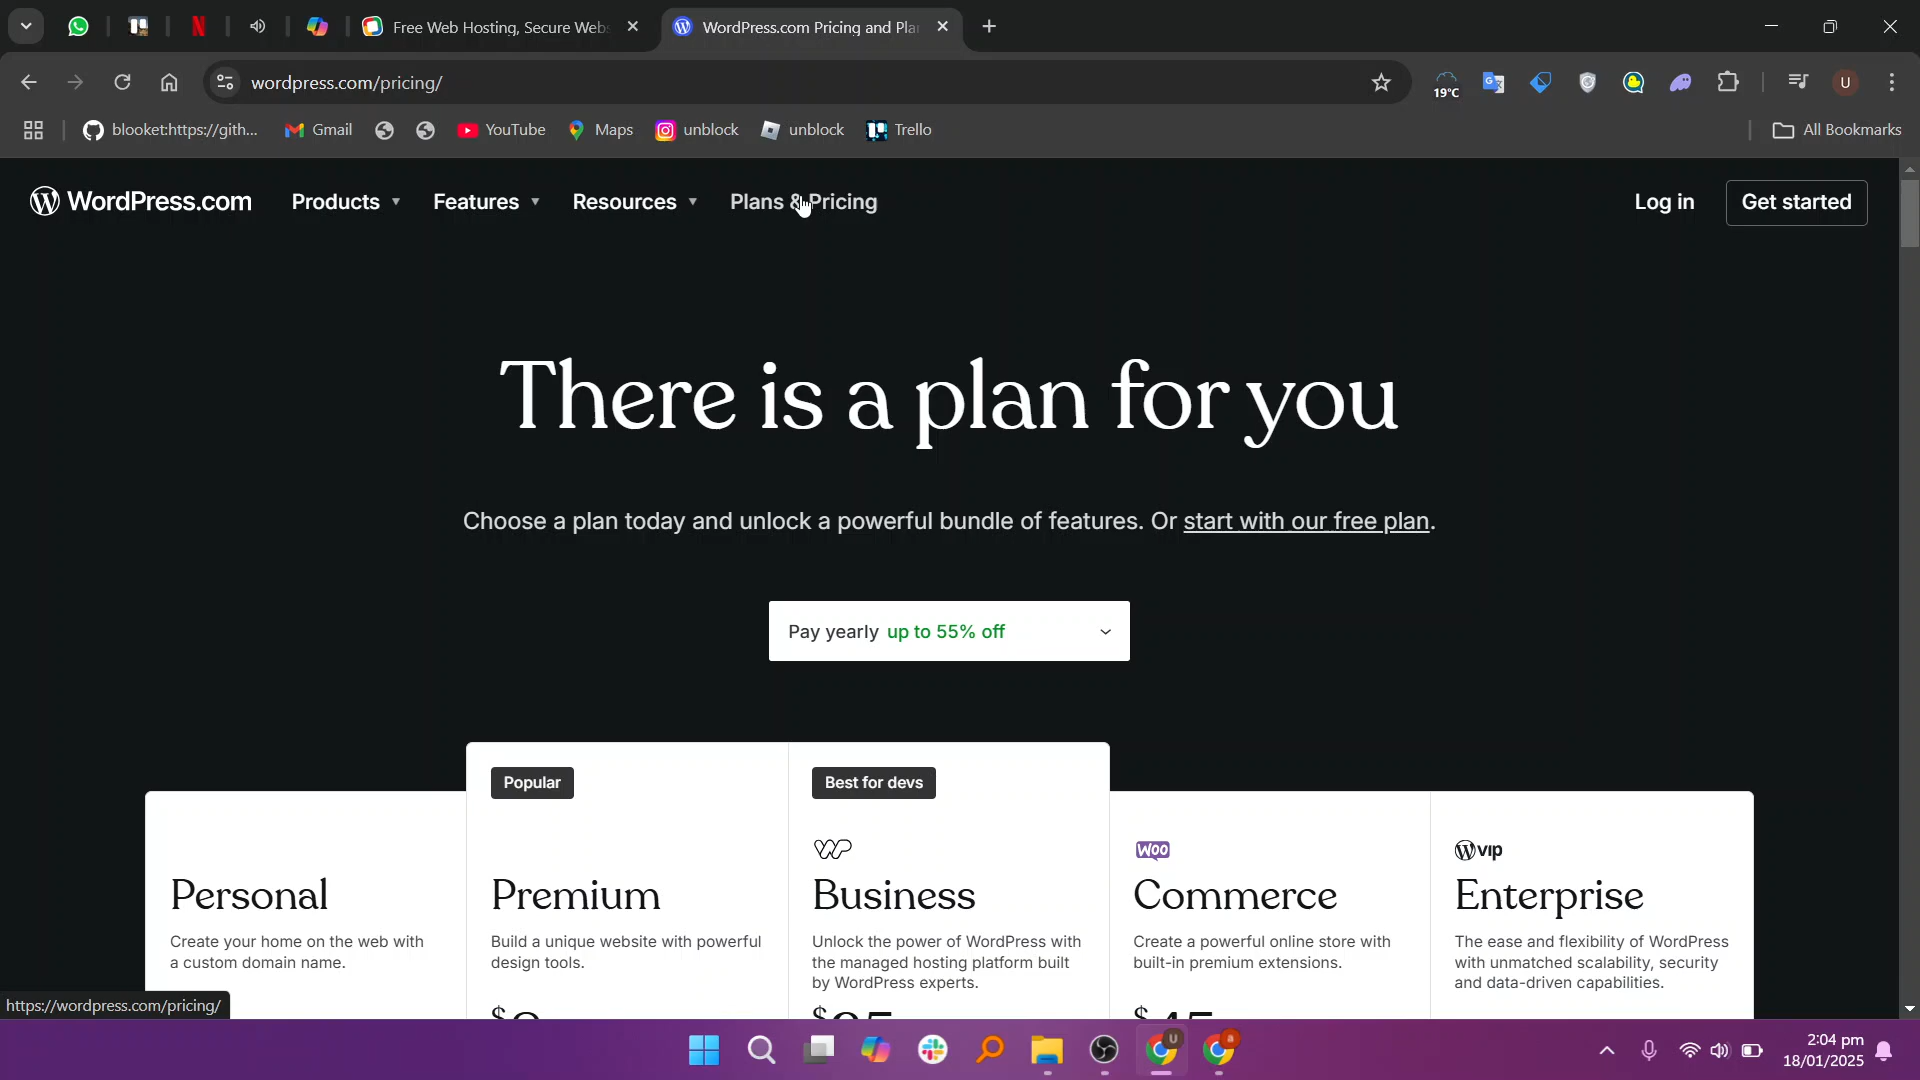 Free Web Hosting, Secure Web
WordPress.com Pricing and Pla
wordpress.com/pricing/
19°C
U
blooket:https://gith...
Gmail
YouTube
Maps
unblock
unblock
Trello
All Bookmarks
WordPress.com
Products
Features
Resources
Plans & Pricing
Log in
Get started
There is a plan for you
Choose a plan today and unlock a powerful bundle of features. Or start with our free plan.
Pay yearly up to 55% off
Popular
Best for devs
WOO
VIP
Personal
Premium
Business
Commerce
Enterprise
Create your home on the web with
a custom domain name.
Build a unique website with powerful
design tools.
Unlock the power of WordPress with
the managed hosting platform built
by WordPress experts.
Create a powerful online store with
built-in premium extensions.
The ease and flexibility of WordPress
with unmatched scalability, security
and data-driven capabilities.
https://wordpress.com/pricing/
2:04 pm
18/01/2025